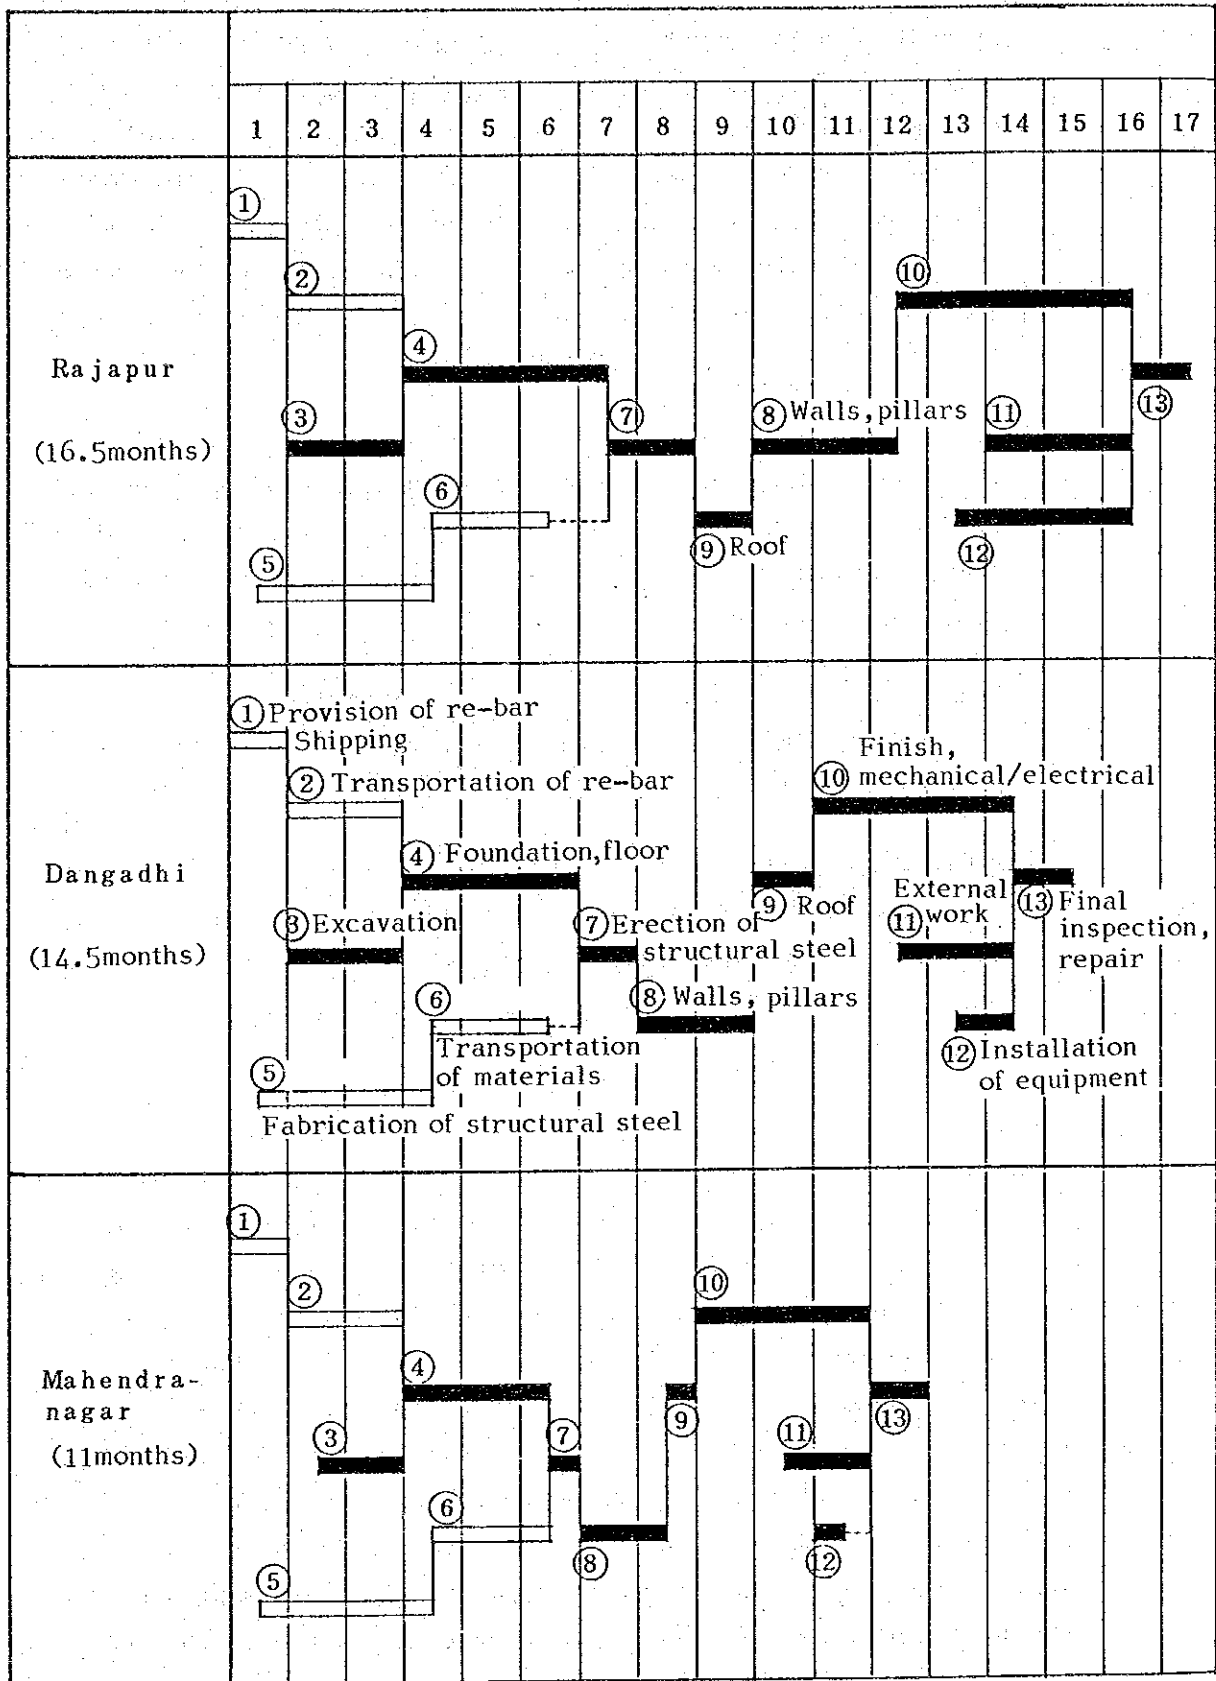 1 2 3 4 5 6 7 8 9 10 11 12 13 14 15 16 17
Rajapur
(16.5months)
①
②
③
④
⑤
⑥
⑦
⑧ Walls, pillars
⑨ Roof
⑩
⑪
⑫
⑬
Dangadhi
(14.5months)
① Provision of re-bar
Shipping
② Transportation of re-bar
③ Excavation
④ Foundation, floor
⑤
Fabrication of structural steel
⑥
Transportation
of materials
⑦ Erection of
structural steel
⑧ Walls, pillars
⑨ Roof
Finish,
⑩ mechanical/electrical
External
⑪ work
⑫ Installation
of equipment
⑬ Final
inspection,
repair
Mahendra-
nagar
(11months)
①
②
③
④
⑤
⑥
⑦
⑧
⑨
⑩
⑪
⑫
⑬